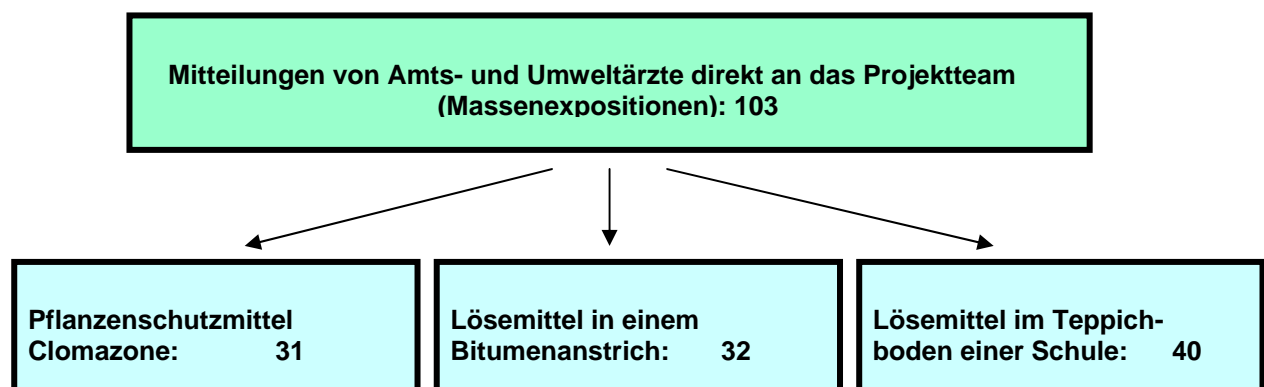 Mitteilungen von Amts- und Umweltärzte direkt an das Projektteam
(Massenexpositionen): 103
Pflanzenschutzmittel
Clomazone: 31
Lösemittel in einem
Bitumenanstrich: 32
Lösemittel im Teppich-
boden einer Schule: 40